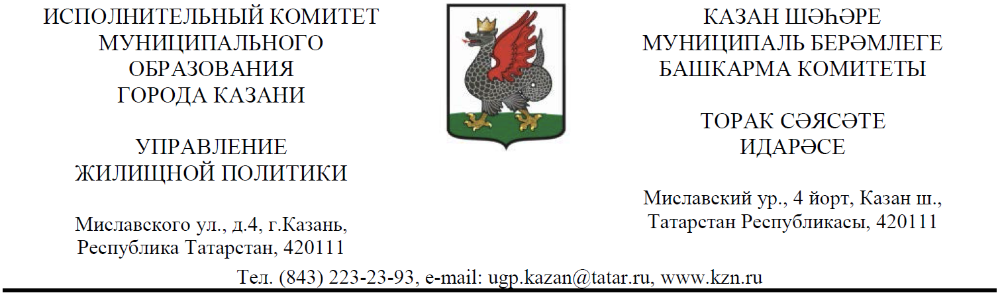 ИСПОЛНИТЕЛЬНЫЙ КОМИТЕТ
МУНИЦИПАЛЬНОГО
ОБРАЗОВАНИЯ
ГОРОДА КАЗАНИ
УПРАВЛЕНИЕ
ЖИЛИЩНОЙ ПОЛИТИКИ
Миславского ул., д.4, г.Казань,
Республика Татарстан, 420111
КАЗАН ШӘҺӘРЕ
МУНИЦИПАЛЬ БЕРӘМЛЕГЕ
БАШКАРМА КОМИТЕТЫ
ТОРАК СӘЯСӘТЕ
ИДАРӘСЕ
Миславский ур., 4 йорт, Казан ш.,
Татарстан Республикасы, 420111
Тел. (843) 223-23-93, e-mail: ugp.kazan@tatar.ru, www.kzn.ru